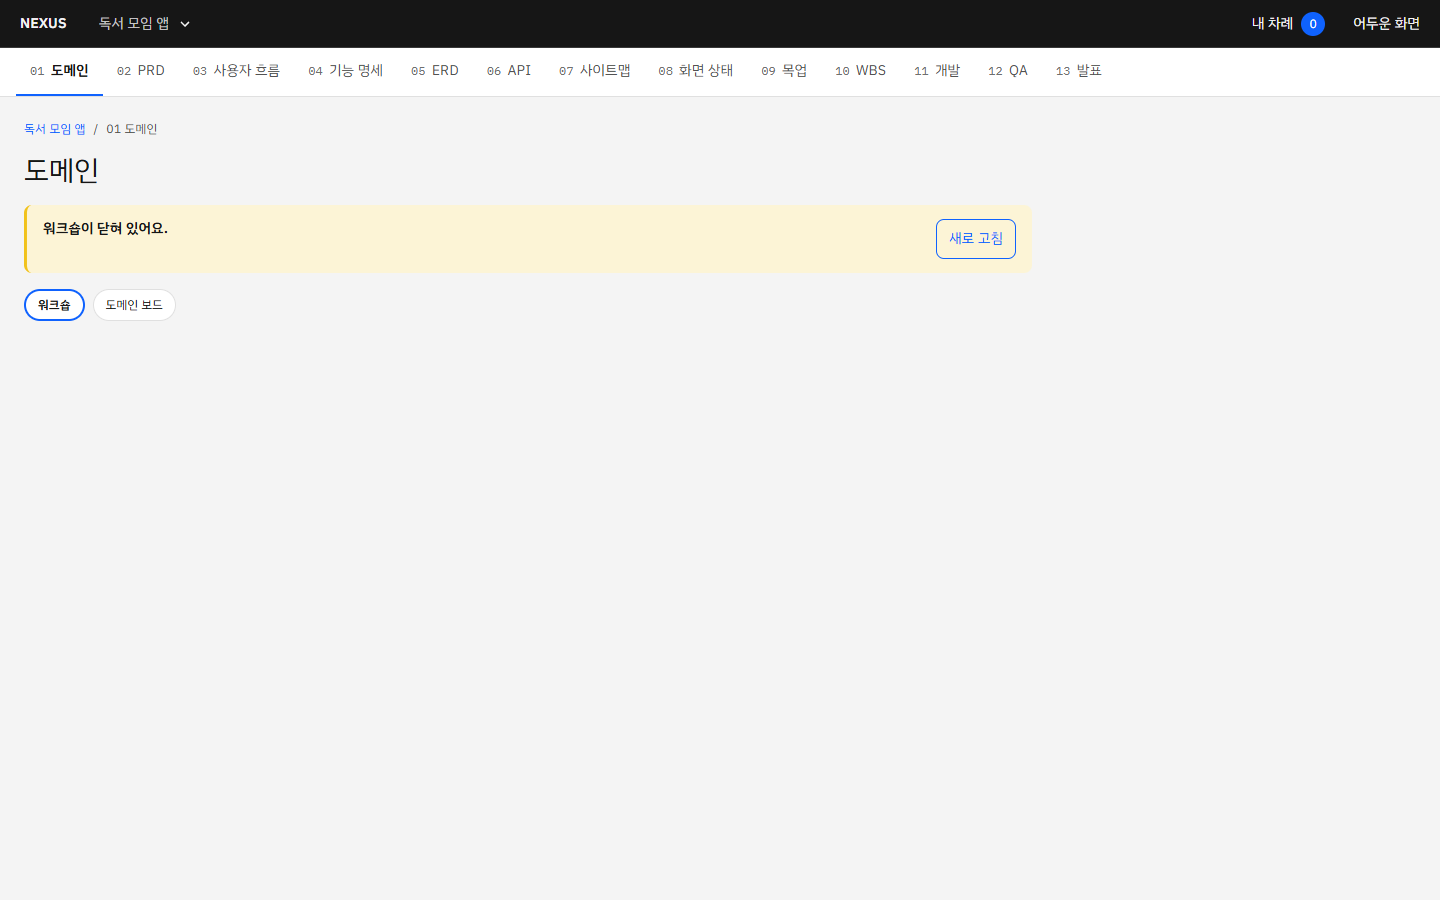 NEXUS 독서 모임 앱 내 차례 0 어두운 화면
01 도메인 02 PRD 03 사용자 흐름 04 기능 명세 05 ERD 06 API 07 사이트맵 08 화면 상태 09 목업 10 WBS 11 개발 12 QA 13 발표
독서 모임 앱 / 01 도메인
도메인
워크숍이 닫혀 있어요.
새로 고침
워크숍 도메인 보드